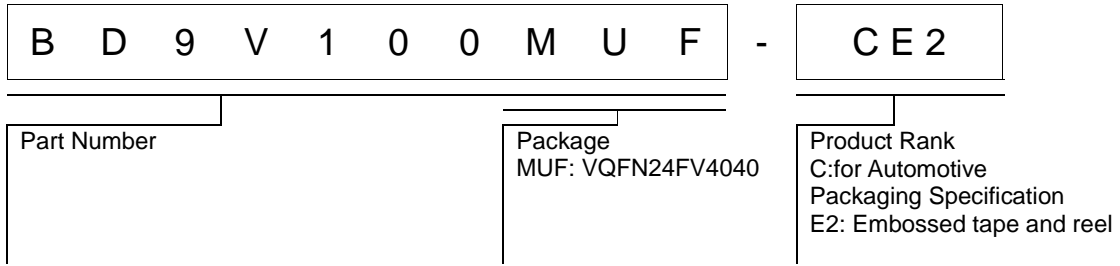 B D 9 V 1 0 0 M U F - C E 2
Part Number
Package
MUF: VQFN24FV4040
Product Rank
C:for Automotive
Packaging Specification
E2: Embossed tape and reel